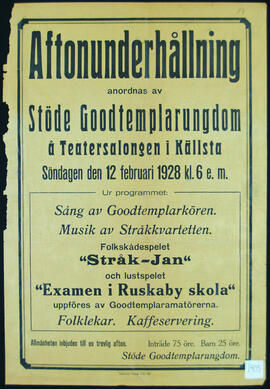 Aftonunderhållning
anordnas av
Stöde Goodtemplarungdom
å Teatersalongen i Källsta
Söndagen den 12 februari 1928 kl. 6 e. m.
Ur programmet:
Sång av Goodtemplarkören.
Musik av Stråkkvartetten.
Folkskådespelet
"Stråk-Jan"
och lustspelet
"Examen i Ruskaby skola"
uppföres av Goodtemplaramatörerna.
Folklekar. Kaffeservering.
Allmänheten inbjudes till en trevlig afton.
Inträde 75 öre. Barn 25 öre.
Stöde Goodtemplarungdom.